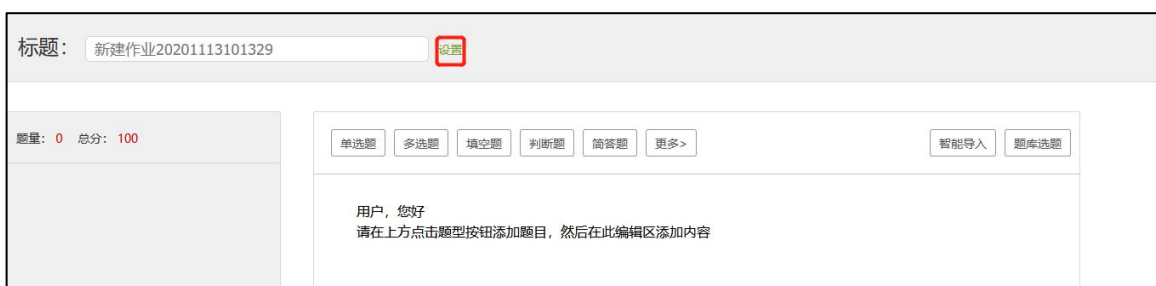 标题： 新建作业20201113101329 设置
题量： 0 总分： 100
单选题 多选题 填空题 判断题 简答题 更多> 智能导入 题库选题
用户，您好
请在上方点击题型按钮添加题目，然后在此编辑区添加内容